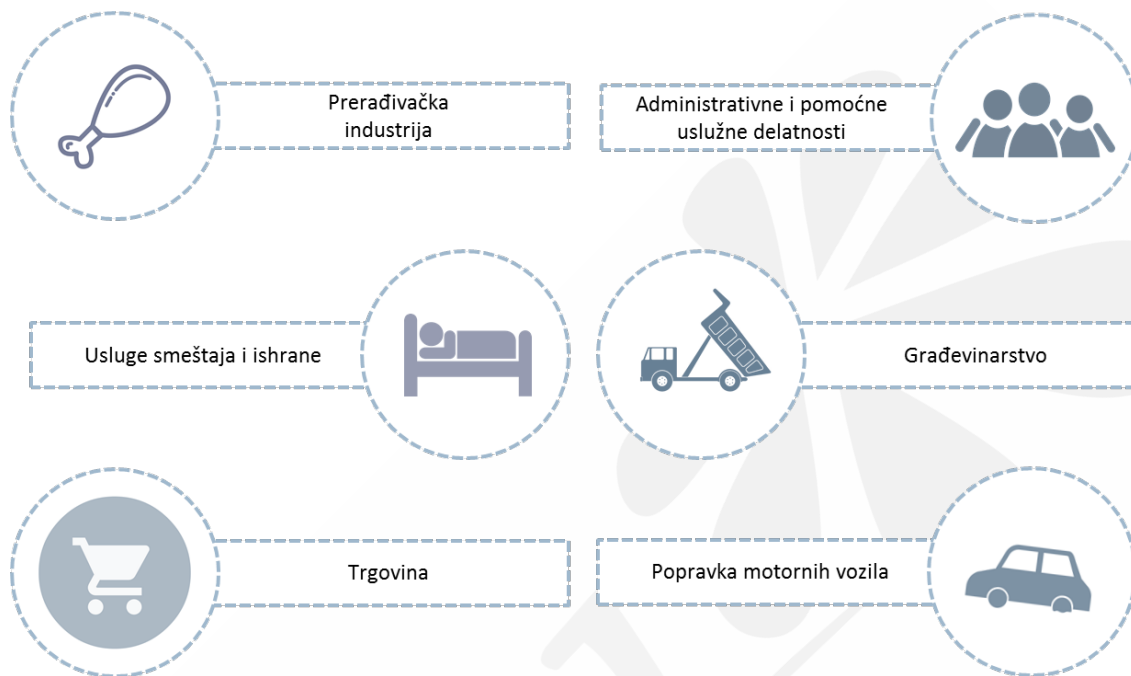 Prerađivačka
industrija
Administrativne i pomoćne
uslužne delatnosti
Usluge smeštaja i ishrane
Građevinarstvo
Trgovina
Popravka motornih vozila